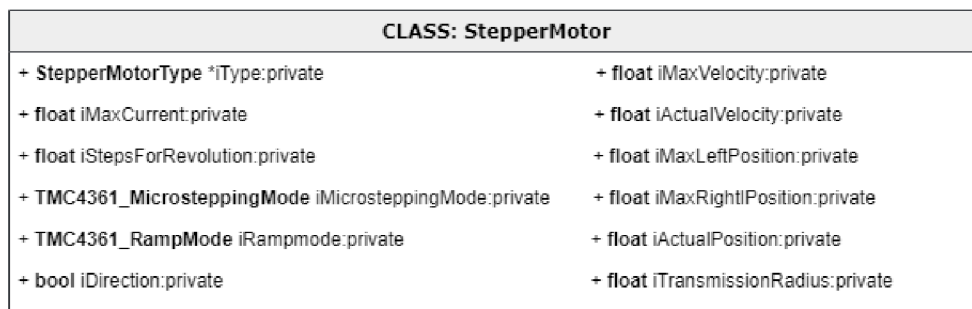 CLASS: StepperMotor
+ StepperMotorType *iType:private
+ float iMaxCurrent:private
+ float iStepsForRevolution:private
+ TMC4361_MicrosteppingMode iMicrosteppingMode:private
+ TMC4361_RampMode iRampmode:private
+ bool iDirection:private
+ float iMaxVelocity:private
+ float iActualVelocity:private
+ float iMaxLeftPosition:private
+ float iMaxRightlPosition:private
+ float iActualPosition:private
+ float iTransmissionRadius:private